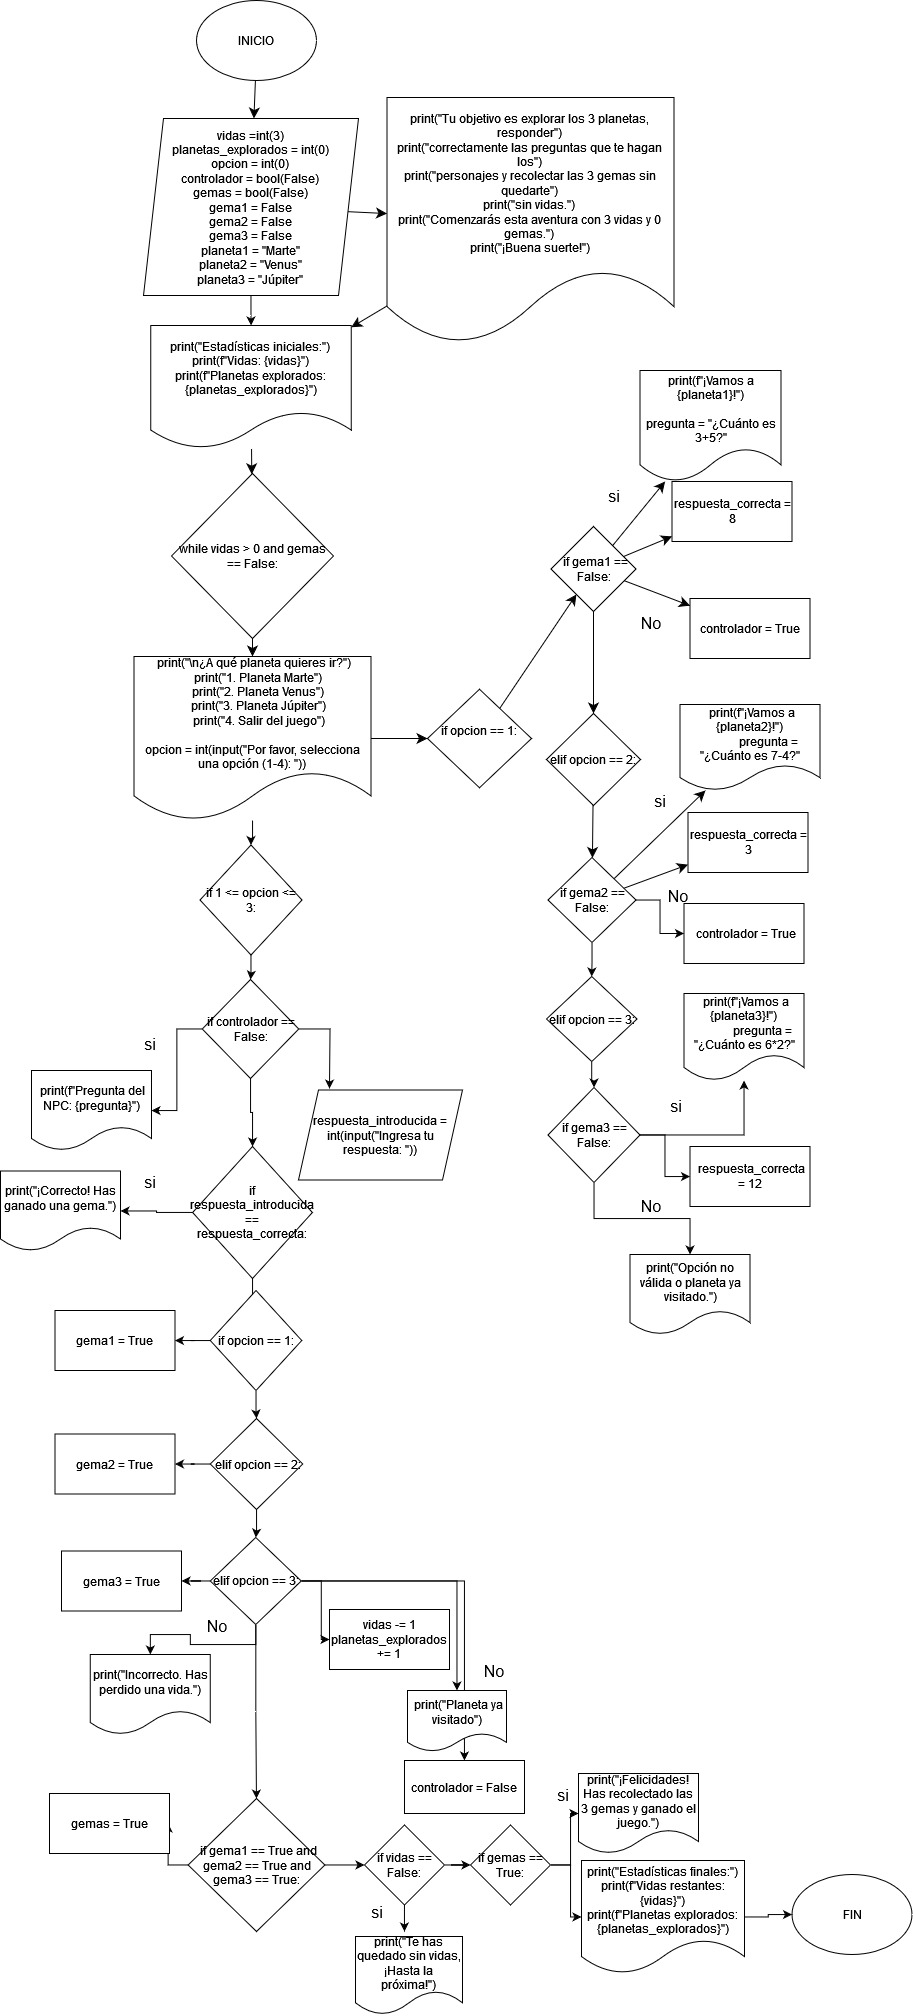 INICIO
vidas =int(3)
planetas_explorados = int(0)
opcion = int(0)
controlador = bool(False)
gemas = bool(False)
gema1 = False
gema2 = False
gema3 = False
planeta1 = "Marte"
planeta2 = "Venus"
planeta3 = "Júpiter"
print("Tu objetivo es explorar los 3 planetas,
responder")
print("correctamente las preguntas que te hagan
los")
print("personajes y recolectar las 3 gemas sin
quedarte")
print("sin vidas.")
print("Comenzarás esta aventura con 3 vidas y 0
gemas.")
print("¡Buena suerte!")
print("Estadísticas iniciales:")
print(f"Vidas: {vidas}")
print(f"Planetas explorados:
{planetas_explorados}")
while vidas > 0 and gemas
== False:
print("\n¿A qué planeta quieres ir?")
print("1. Planeta Marte")
print("2. Planeta Venus")
print("3. Planeta Júpiter")
print("4. Salir del juego")
opcion = int(input("Por favor, selecciona
una opción (1-4): "))
if opcion == 1:
print(f"¡Vamos a
{planeta1}!")
pregunta = "¿Cuánto es
3+5?"
si
respuesta_correcta =
8
if gema1 ==
False:
No
controlador = True
elif opcion == 2:
print(f"¡Vamos a
{planeta2}!")
pregunta =
"¿Cuánto es 7-4?"
si
respuesta_correcta =
3
if gema2 ==
False:
No
controlador = True
elif opcion == 3:
print(f"¡Vamos a
{planeta3}!")
pregunta =
"¿Cuánto es 6*2?"
si
if gema3 ==
False:
respuesta_correcta
= 12
No
print("Opción no
válida o planeta ya
visitado.")
if 1 <= opcion <=
3:
if controlador ==
False:
si
print(f"Pregunta del
NPC: {pregunta}")
respuesta_introducida =
int(input("Ingresa tu
respuesta: "))
if
respuesta_introducida
==
respuesta_correcta:
si
print("¡Correcto! Has
ganado una gema.")
if opcion == 1:
gema1 = True
elif opcion == 2:
gema2 = True
elif opcion == 3:
gema3 = True
No
print("Incorrecto. Has
perdido una vida.")
vidas -= 1
planetas_explorados
+= 1
No
print("Planeta ya
visitado")
controlador = False
gemas = True
if gema1 == True and
gema2 == True and
gema3 == True:
if vidas ==
False:
si
print("Te has
quedado sin vidas,
¡Hasta la
próxima!")
if gemas ==
True:
si
print("¡Felicidades!
Has recolectado las
3 gemas y ganado el
juego.")
print("Estadísticas finales:")
print(f"Vidas restantes:
{vidas}")
print(f"Planetas explorados:
{planetas_explorados}")
FIN